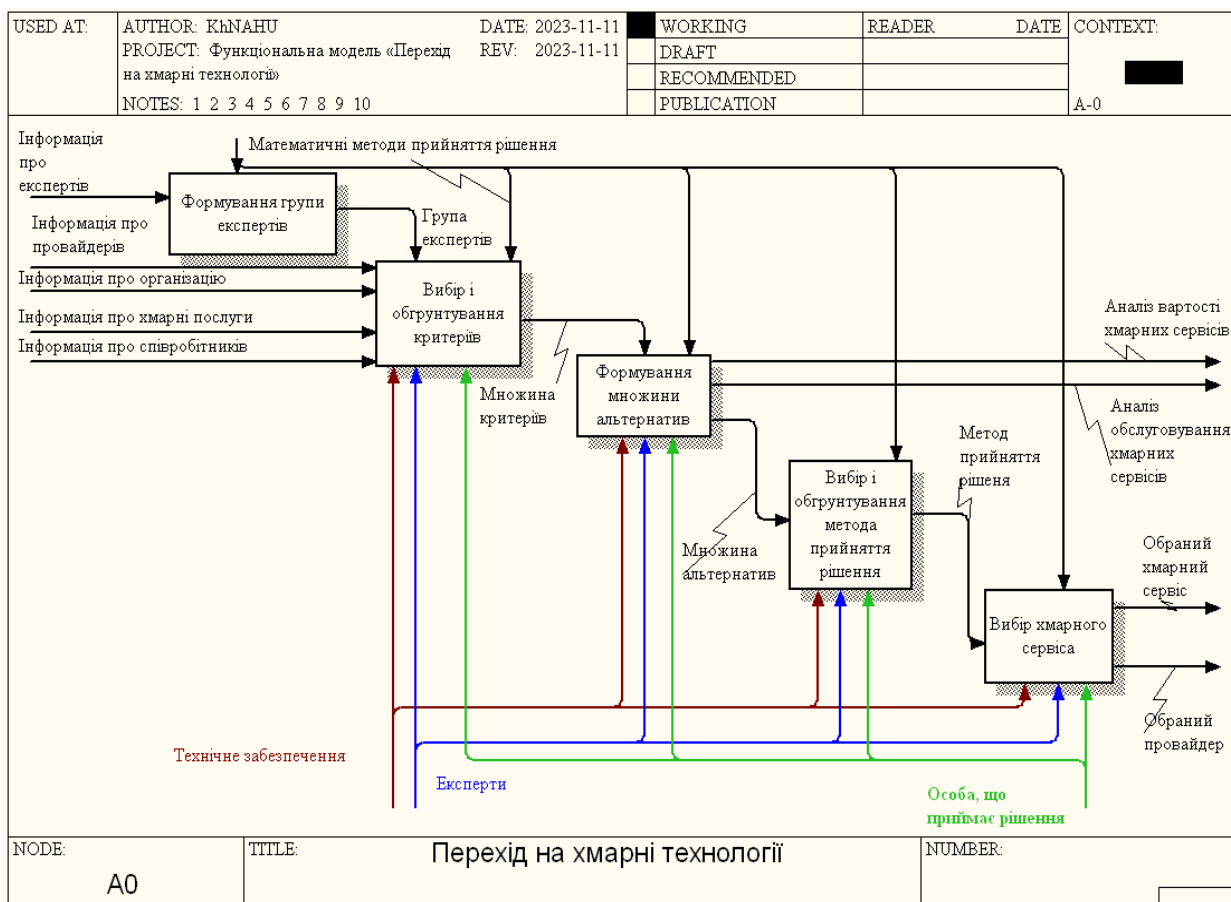 USED AT:
AUTHOR: KhNAHU
DATE: 2023-11-11
PROJECT: Функціональна модель «Перехід
на хмарні технології»
REV: 2023-11-11
NOTES: 1 2 3 4 5 6 7 8 9 10
WORKING
DRAFT
RECOMMENDED
PUBLICATION
READER
DATE
CONTEXT:
A-0
Інформація
про
експертів
Математичні методи прийняття рішення
Формування групи
експертів
Група
експертів
Інформація про
провайдерів
Інформація про організацію
Інформація про хмарні послуги
Інформація про співробітників
Вибір і
обгрунтування
критеріїв
Множина
критеріїв
Формування
множини
альтернатив
Аналіз вартості
хмарних сервісів
Аналіз
обслуговування
хмарних
сервісів
Метод
прийняття
рішеня
Множина
альтернатив
Вибір і
обгрунтування
метода
прийняття
рішення
Обраний
хмарний
сервіс
Вибір хмарного
сервіса
Обраний
провайдер
Технічне забезпечення
Експерти
Особа, що
приймає рішення
NODE:
A0
TITLE:
Перехід на хмарні технології
NUMBER: